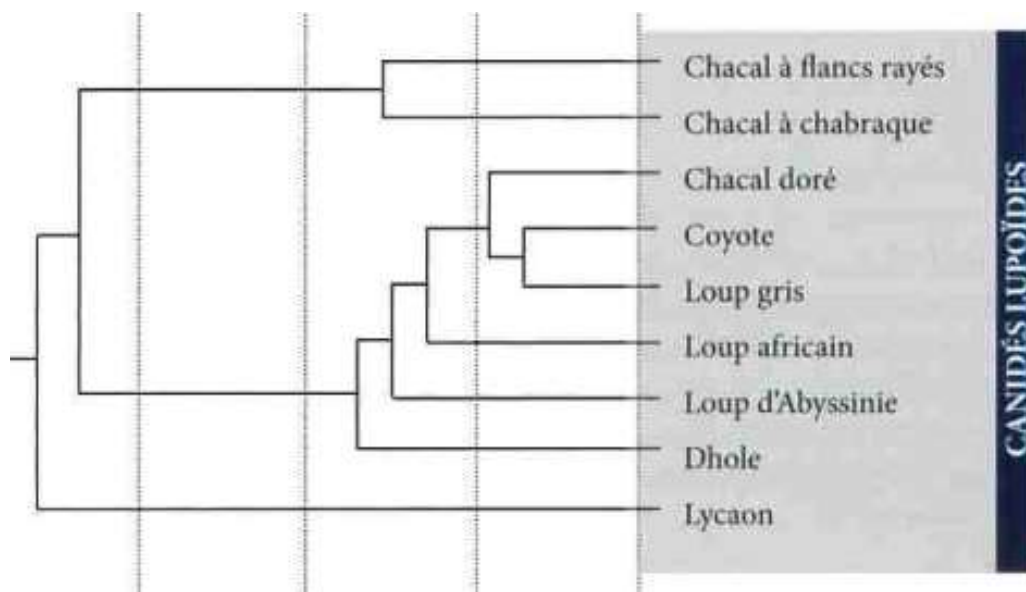 Chacal à flancs rayés
Chacal à chabraque
Chacal doré
Coyote
Loup gris
Loup africain
Loup d'Abyssinie
Dhole
Lycaon
CANIDÉS LUPOÏDES